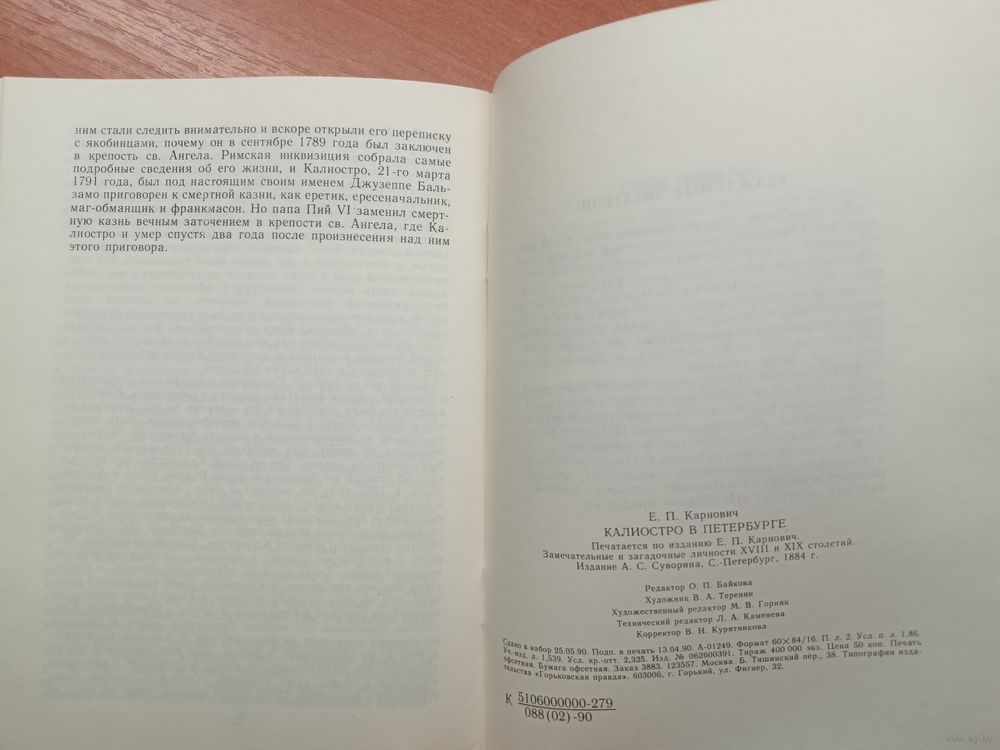 ним стали следить внимательно и вскоре открыли его переписку
с якобинцами, почему он в сентябре 1789 года был заключен
в крепость св. Ангела. Римская инквизиция собрала самые
подробные сведения об его жизни, и Калиостро, 21-го марта
1791 года, был под настоящим своим именем Джузеппе Баль-
замо приговорен к смертной казни, как еретик, ересеначальник,
маг-обманщик и франкмасон. Но папа Пий VI заменил смерт-
ную казнь вечным заточением в крепости св. Ангела, где Ка-
лиостро и умер спустя два года после произнесения над ним
этого приговора.
Е. П. Карнович
КАЛИОСТРО В ПЕТЕРБУРГЕ
Печатается по изданию Е. П. Карнович.
Замечательные и загадочные личности XVIII и XIX столетий.
Издание А. С. Суворина, С.-Петербург, 1884 г.
Редактор О. П. Байкова
Художник В. А. Теренин
Художественный редактор М. В. Горняк
Технический редактор Л. А. Каменева
Корректор В. Н. Курятникова
Сдано в набор 25.05.90. Подп. в печать 13.04.90. А-01249. Формат 60×84/16. П. л. 2. Усл. п. л. 1,86.
Уч.-изд. л. 1,539. Усл. кр.-отт. 2,325. Изд. № 062600391. Тираж 400 000 экз. Цена 50 коп. Печать
офсетная. Бумага офсетная. Заказ 3883. 123557. Москва. Б. Тишинский пер., 38. Типография изда-
тельства «Горьковская правда». 603006, г. Горький, ул. Фигнер, 32.
К 5106000000-279
088(02)-90
www.ay.by